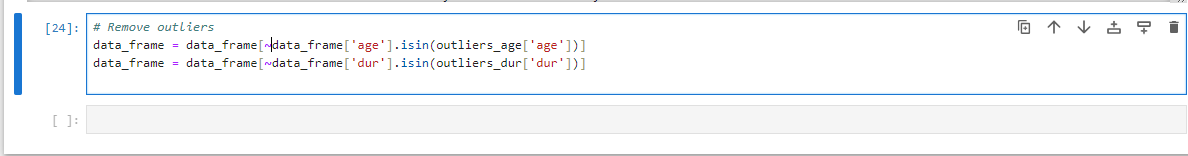 [24]:
# Remove outliers
data_frame = data_frame[~data_frame['age'].isin(outliers_age['age'])]
data_frame = data_frame[~data_frame['dur'].isin(outliers_dur['dur'])]
[ ]: